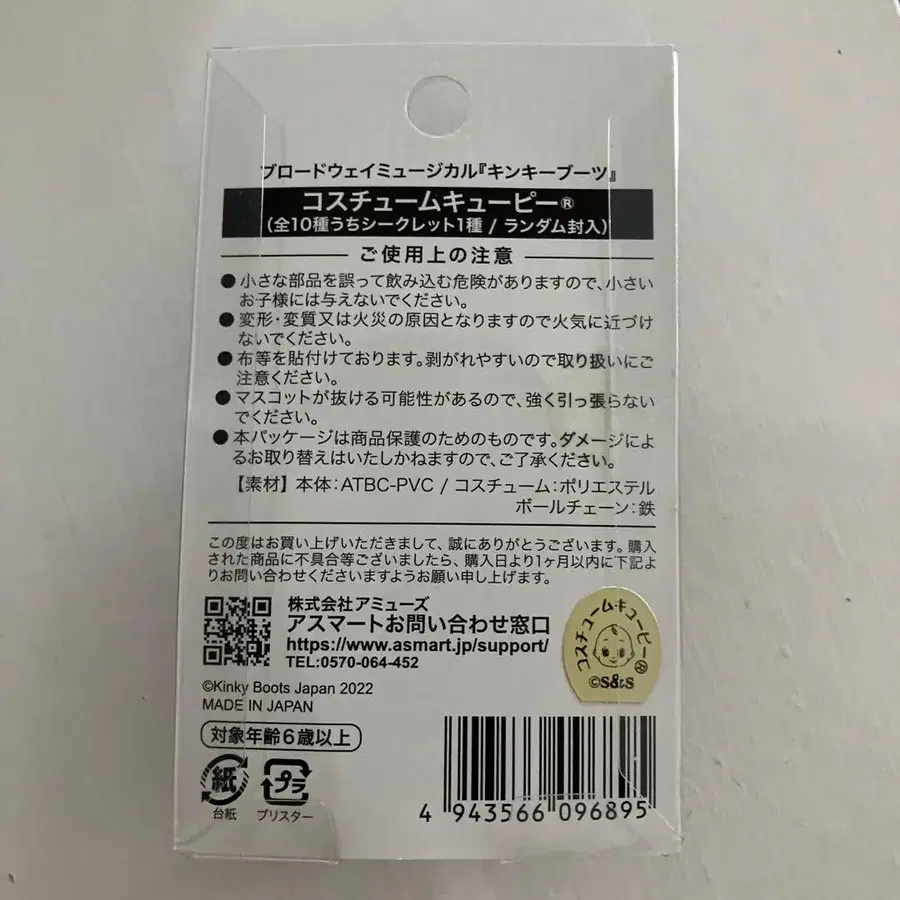 ブロードウェイミュージカル『キンキーブーツ』
コスチュームキューピー®
(全10種うちシークレット1種 / ランダム封入)
ご使用上の注意
●小さな部品を誤って飲み込む危険がありますので、小さい
お子様には与えないでください。
●変形・変質又は火災の原因となりますので火気に近づけ
ないでください。
●布等を貼付けております。剥がれやすいので取り扱いにご
注意ください。
●マスコットが抜ける可能性があるので、強く引っ張らない
でください。
●本パッケージは商品保護のためのものです。ダメージによ
るお取り替えはいたしかねますので、ご了承ください。
【素材】本体:ATBC-PVC / コスチューム:ポリエステル
ボールチェーン:鉄
この度はお買い上げいただきまして、誠にありがとうございます。購入
された商品に不具合等ございましたら、購入日より1ヶ月以内に下記よ
りお問い合わせくださいますようお願い申し上げます。
株式会社アミューズ
アスマートお問い合わせ窓口
https://www.asmart.jp/support/
TEL:0570-064-452
コスチュームキューピー®
©S&S
©Kinky Boots Japan 2022
MADE IN JAPAN
対象年齢6歳以上
紙
台紙
プラ
ブリスター
4 943566 096895